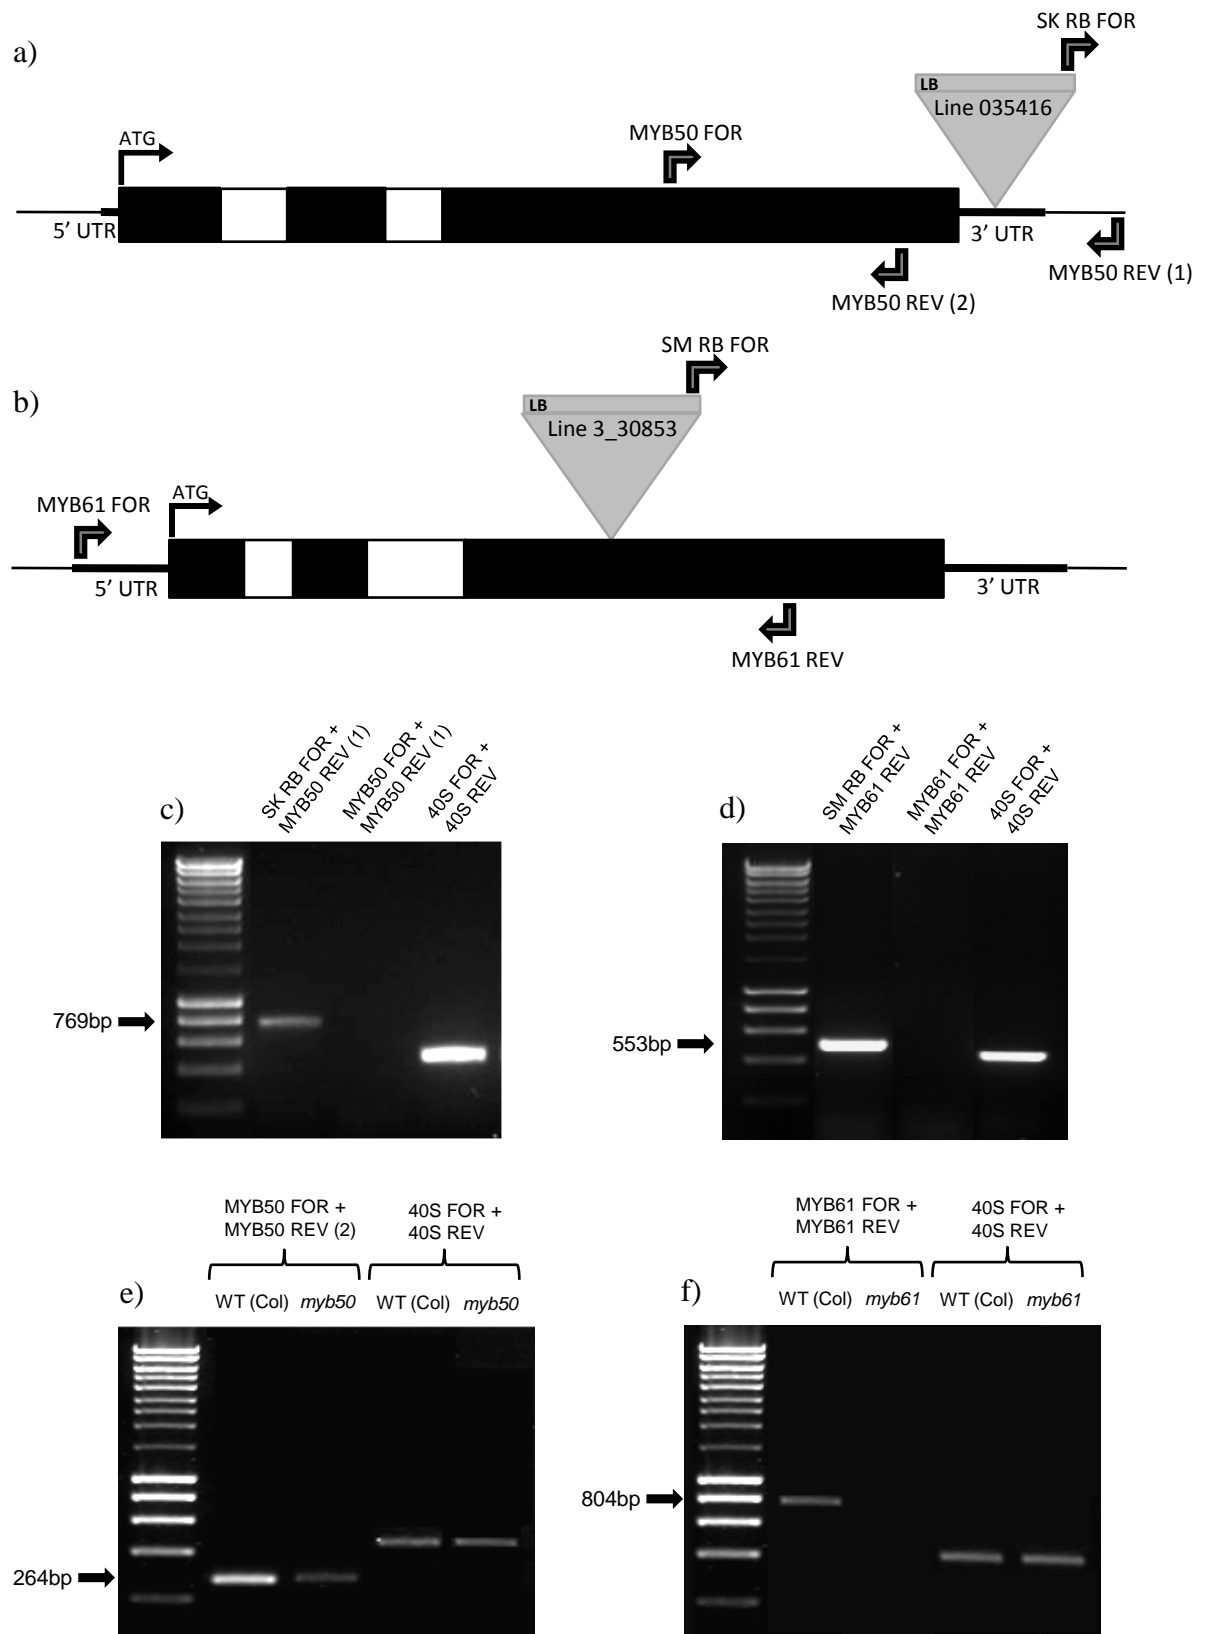 a)
SK RB FOR
LB
Line 035416
MYB50 FOR
ATG
5’ UTR
3’ UTR
MYB50 REV (1)
MYB50 REV (2)
b)
SM RB FOR
LB
Line 3_30853
MYB61 FOR
ATG
5’ UTR
3’ UTR
MYB61 REV
c)
SK RB FOR +
MYB50 REV (1)
MYB50 FOR +
MYB50 REV (1)
40S FOR +
40S REV
769bp
d)
SM RB FOR +
MYB61 REV
MYB61 FOR +
MYB61 REV
40S FOR +
40S REV
553bp
e)
MYB50 FOR +
MYB50 REV (2)
40S FOR +
40S REV
WT (Col) myb50 WT (Col) myb50
264bp
f)
MYB61 FOR +
MYB61 REV
40S FOR +
40S REV
WT (Col) myb61 WT (Col) myb61
804bp